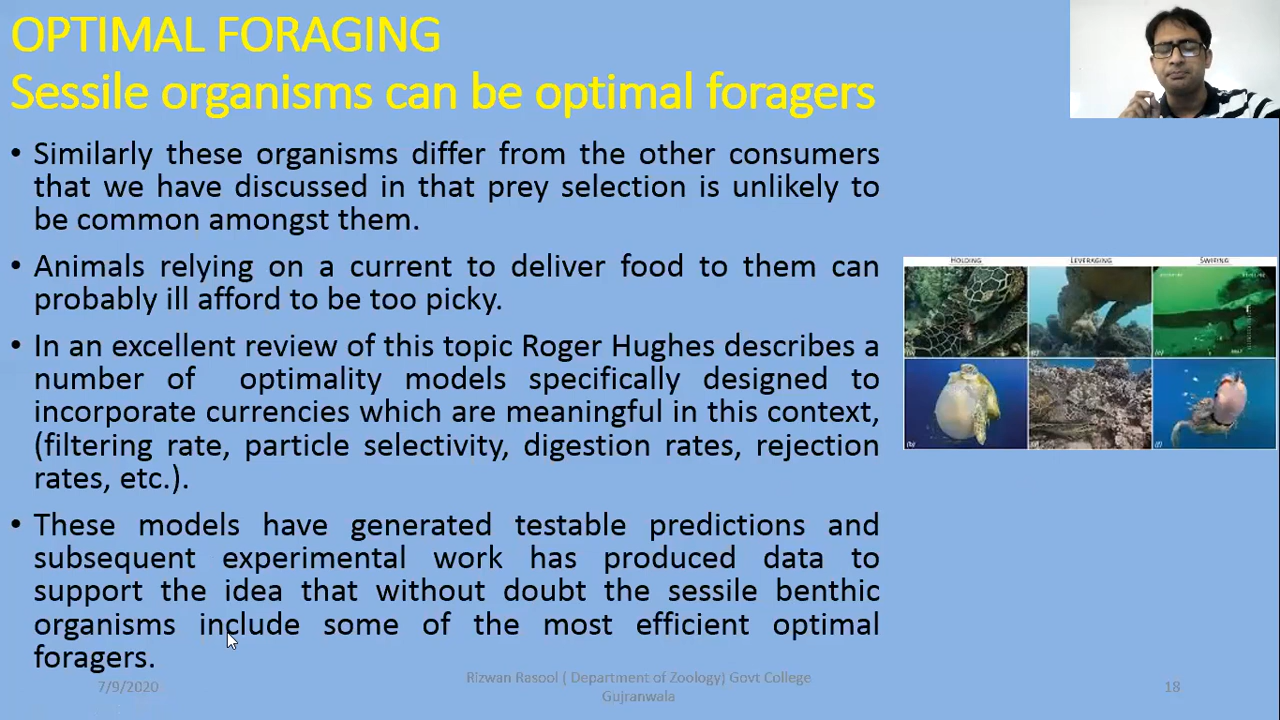 OPTIMAL FORAGING
Sessile organisms can be optimal foragers
• Similarly these organisms differ from the other consumers
that we have discussed in that prey selection is unlikely to
be common amongst them.
• Animals relying on a current to deliver food to them can
probably ill afford to be too picky.
• In an excellent review of this topic Roger Hughes describes a
number of optimality models specifically designed to
incorporate currencies which are meaningful in this context,
(filtering rate, particle selectivity, digestion rates, rejection
rates, etc.).
• These models have generated testable predictions and
subsequent experimental work has produced data to
support the idea that without doubt the sessile benthic
organisms include some of the most efficient optimal
foragers.
HOLDING LEVERAGING SWIPING
7/9/2020
Rizwan Rasool ( Department of Zoology) Govt College
Gujranwala
18